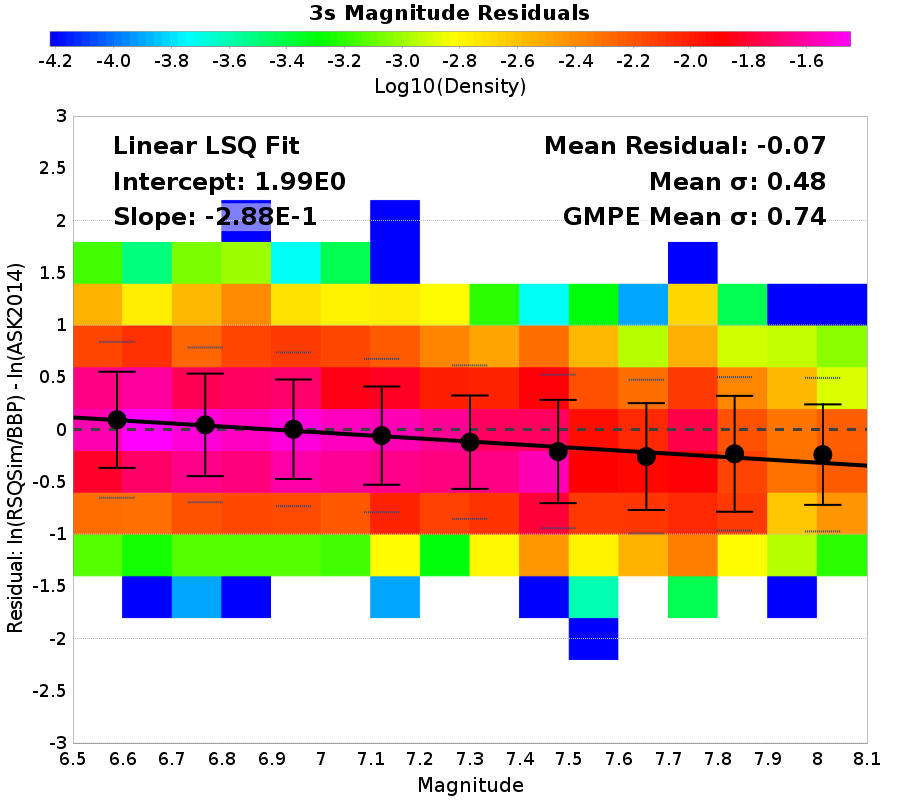 3s Magnitude Residuals
-4.2 -4.0 -3.8 -3.6 -3.4 -3.2 -3.0 -2.8 -2.6 -2.4 -2.2 -2.0 -1.8 -1.6
Log10(Density)
Linear LSQ Fit
Intercept: 1.99E0
Slope: -2.88E-1
Mean Residual: -0.07
Mean σ: 0.48
GMPE Mean σ: 0.74
3
2.5
2
1.5
1
0.5
0
-0.5
-1
-1.5
-2
-2.5
-3
Residual: ln(RSQSim/BBP) - ln(ASK2014)
6.5 6.6 6.7 6.8 6.9 7 7.1 7.2 7.3 7.4 7.5 7.6 7.7 7.8 7.9 8 8.1
Magnitude